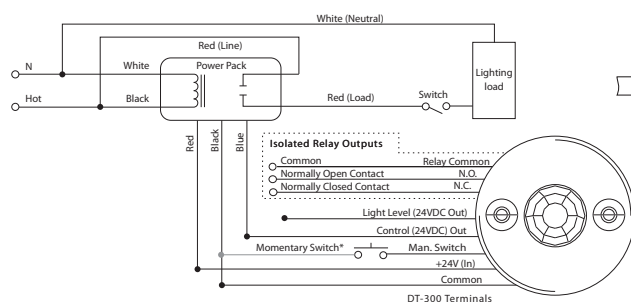 White (Neutral)
Red (Line)
N
White
Power Pack
Hot
Black
Red (Load)
Switch
Lighting
load
Red
Black
Blue
Isolated Relay Outputs
Common
Relay Common
Normally Open Contact
N.O.
Normally Closed Contact
N.C.
Light Level (24VDC Out)
Control (24VDC) Out
Momentary Switch*
Man. Switch
+24V (In)
Common
DT-300 Terminals